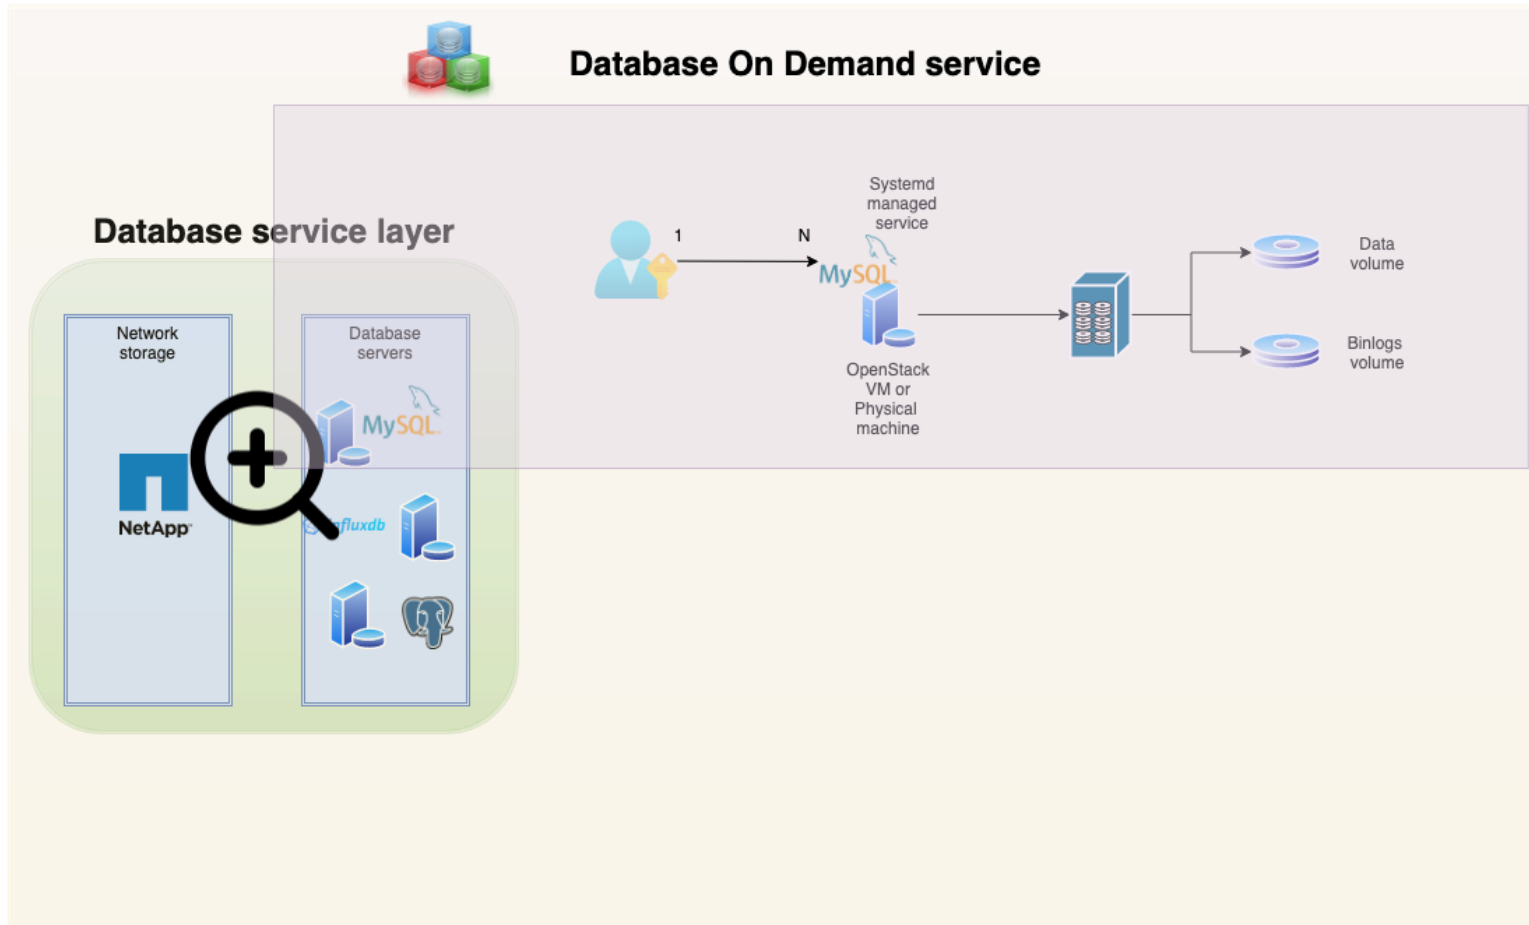 Database On Demand service
Database service layer
Network
storage
NetApp
Database
servers
MySQL
influxdb
1
N
Systemd
managed
service
MySQL
OpenStack
VM or
Physical
machine
Data
volume
Binlogs
volume